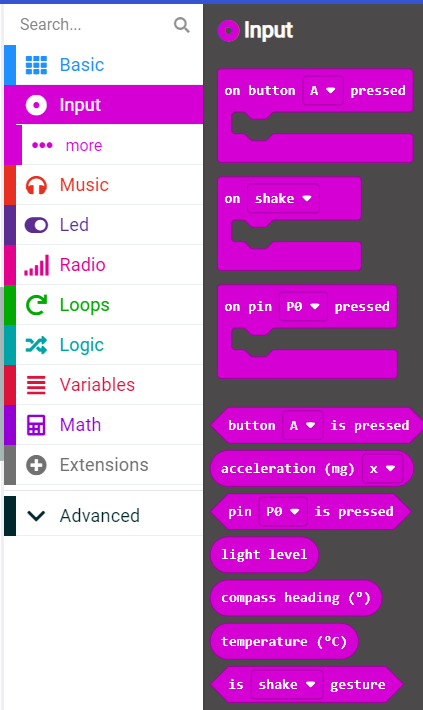 Search...
Basic
Input
more
Music
Led
Radio
Loops
Logic
Variables
Math
Extensions
Advanced
Input
on button A pressed
on shake
on pin P0 pressed
button A is pressed
acceleration (mg) x
pin P0 is pressed
light level
compass heading (°)
temperature (°C)
is shake gesture